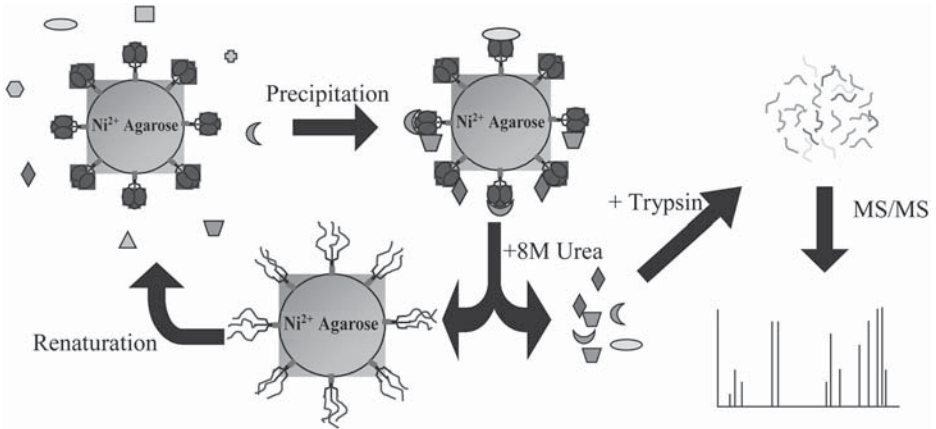 Ni²⁺ Agarose
Precipitation
Ni²⁺ Agarose
+ Trypsin
MS/MS
+8M Urea
Ni²⁺ Agarose
Renaturation